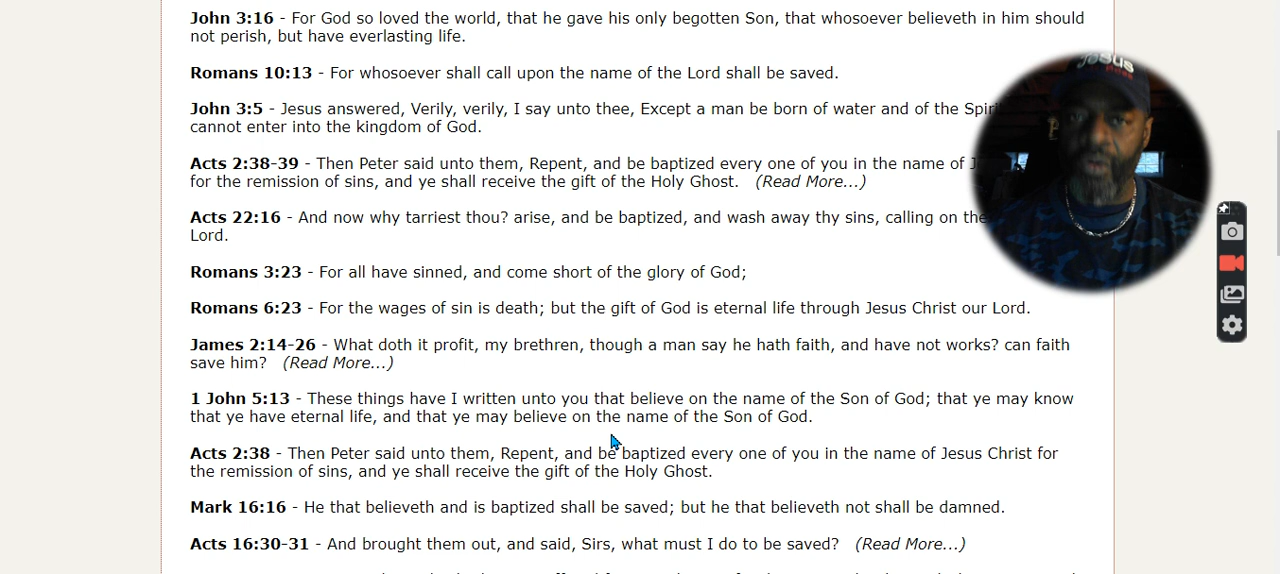 John 3:16 - For God so loved the world, that he gave his only begotten Son, that whosoever believeth in him should
not perish, but have everlasting life.
Romans 10:13 - For whosoever shall call upon the name of the Lord shall be saved.
John 3:5 - Jesus answered, Verily, verily, I say unto thee, Except a man be born of water and of the Spiri
cannot enter into the kingdom of God.
Acts 2:38-39 - Then Peter said unto them, Repent, and be baptized every one of you in the name of J
for the remission of sins, and ye shall receive the gift of the Holy Ghost. (Read More...)
Acts 22:16 - And now why tarriest thou? arise, and be baptized, and wash away thy sins, calling on the
Lord.
Romans 3:23 - For all have sinned, and come short of the glory of God;
Romans 6:23 - For the wages of sin is death; but the gift of God is eternal life through Jesus Christ our Lord.
James 2:14-26 - What doth it profit, my brethren, though a man say he hath faith, and have not works? can faith
save him? (Read More...)
1 John 5:13 - These things have I written unto you that believe on the name of the Son of God; that ye may know
that ye have eternal life, and that ye may believe on the name of the Son of God.
Acts 2:38 - Then Peter said unto them, Repent, and be baptized every one of you in the name of Jesus Christ for
the remission of sins, and ye shall receive the gift of the Holy Ghost.
Mark 16:16 - He that believeth and is baptized shall be saved; but he that believeth not shall be damned.
Acts 16:30-31 - And brought them out, and said, Sirs, what must I do to be saved? (Read More...)
Jesus